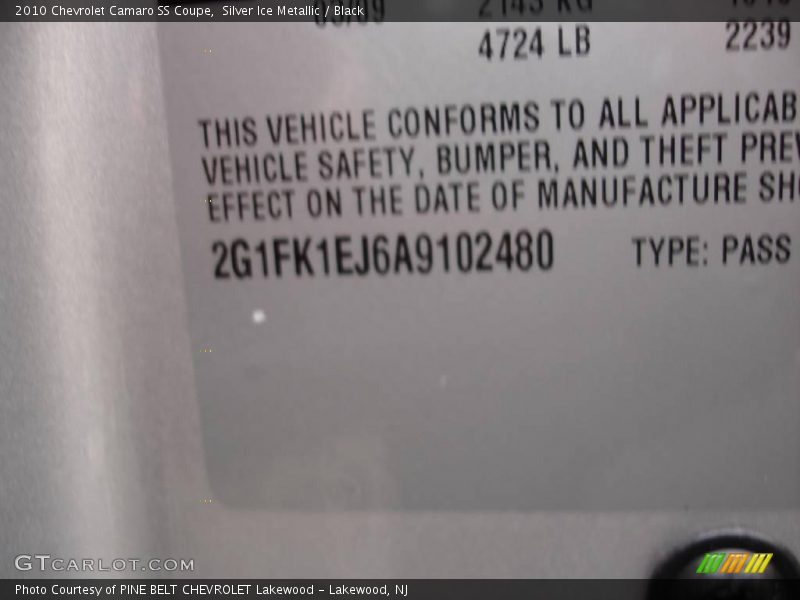 2010 Chevrolet Camaro SS Coupe,  Silver Ice Metallic / Black
4724 LB 2239
THIS VEHICLE CONFORMS TO ALL APPLICAB
VEHICLE SAFETY, BUMPER, AND THEFT PREV
EFFECT ON THE DATE OF MANUFACTURE SHO
2G1FK1EJ6A9102480 TYPE: PASS
GTCARLOT.COM
Photo Courtesy of PINE BELT CHEVROLET Lakewood - Lakewood, NJ